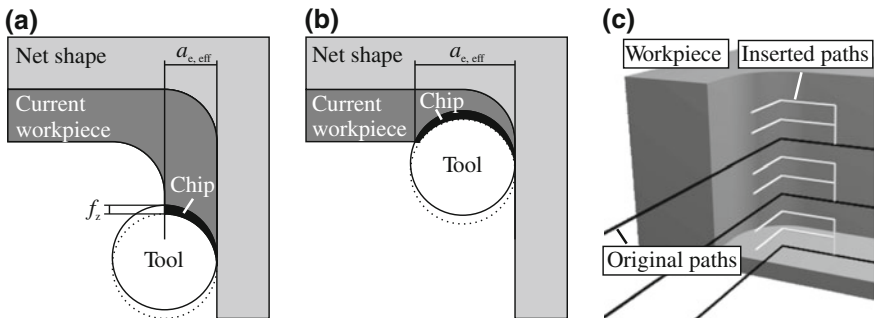 (a)
a e, eff
Net shape
Current
workpiece
Chip
f z
Tool
(b)
a e, eff
Net shape
Current
workpiece
Chip
Tool
(c)
Workpiece
Inserted paths
Original paths